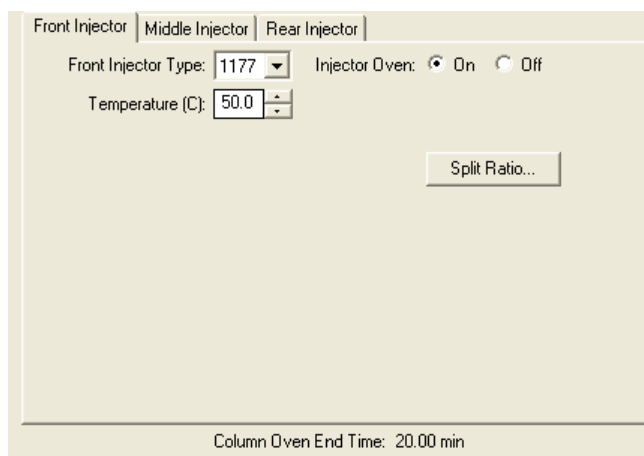 Front Injector Middle Injector Rear Injector
Front Injector Type: 1177 Injector Oven: On Off
Temperature (C): 50.0
Split Ratio...
Column Oven End Time: 20.00 min